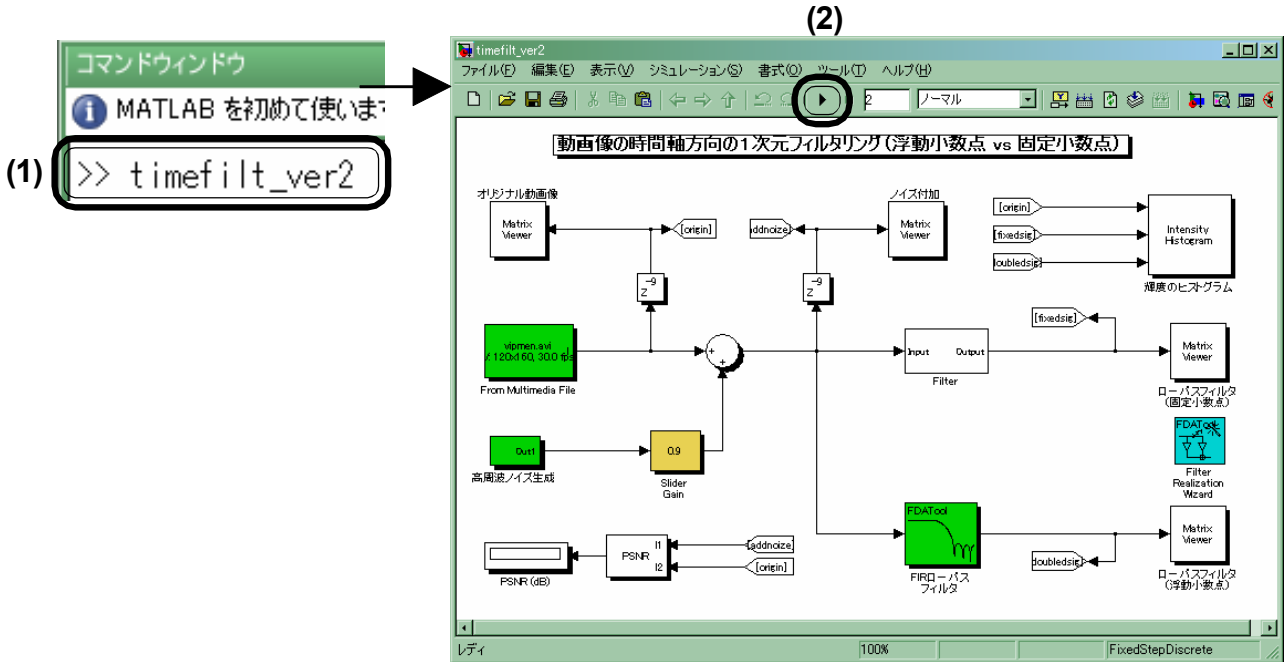 (1)
コマンドウィンドウ
MATLAB を初めて使いま
>> timefilt_ver2
(2)
timefilt_ver2
ファイル(F) 編集(E) 表示(V) シミュレーション(S) 書式(O) ツール(T) ヘルプ(H)
2 ノーマル
動画像の時間軸方向の1次元フィルタリング(浮動小数点 vs 固定小数点)
オリジナル動画像
Matrix
Viewer
[origin]
addnoize]
ノイズ付加
Matrix
Viewer
[origin]
[fixedsig]
doubledsig]
Intensity
Histogram
輝度のヒストグラム
-9
Z
-9
Z
vipmen.avi
V: 120x160, 30.0 fps
From Multimedia File
+
+
Input Output
Filter
[fixedsig]
Matrix
Viewer
ローパスフィルタ
(固定小数点)
Out1
高周波ノイズ生成
0.9
Slider
Gain
FDATool
Filter
Realization
Wizard
PSNR (dB)
PSNR
I1
I2
[addnoize]
[origin]
FDATool
FIRローパス
フィルタ
doubledsig]
Matrix
Viewer
ローパスフィルタ
(浮動小数点)
レディ 100% FixedStepDiscrete